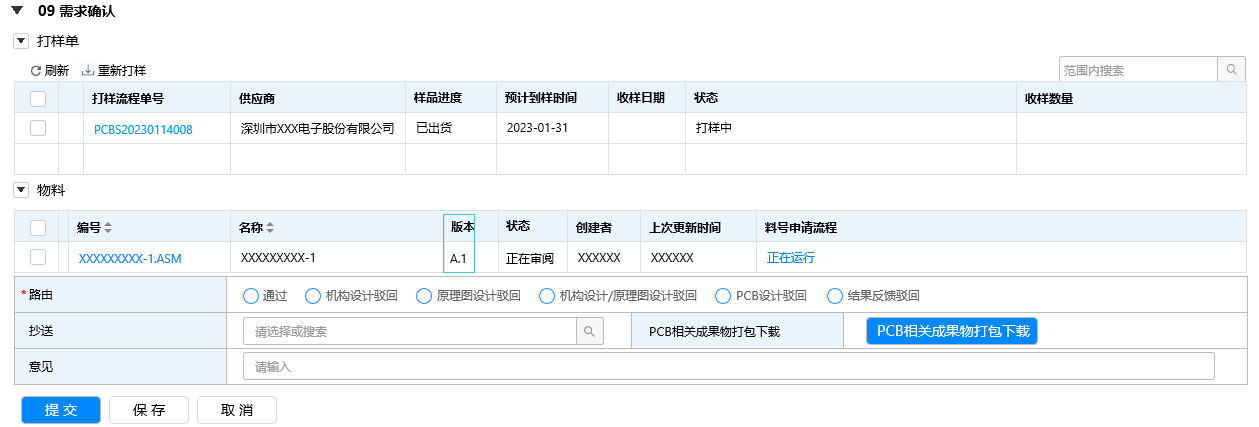 09 需求确认
打样单
刷新 重新打样 范围内搜索
打样流程单号 供应商 样品进度 预计到样时间 收样日期 状态 收样数量
PCBS20230114008 深圳市XXX电子股份有限公司 已出货 2023-01-31 打样中
物料
编号 名称 版本 状态 创建者 上次更新时间 料号申请流程
XXXXXXXXX-1.ASM XXXXXXXXX-1 A.1 正在审阅 XXXXXX XXXXXX 正在运行
*路由 通过 机构设计驳回 原理图设计驳回 机构设计/原理图设计驳回 PCB设计驳回 结果反馈驳回
抄送 请选择或搜索 PCB相关成果物打包下载 PCB相关成果物打包下载
意见 请输入
提交 保存 取消